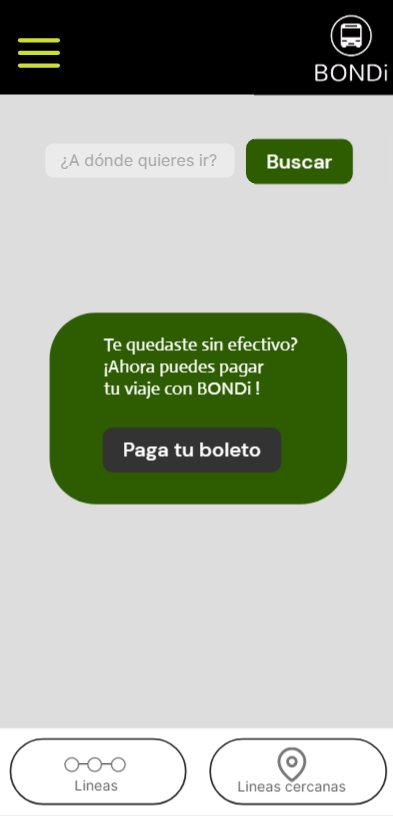 BONDi
¿A dónde quieres ir?
Buscar
Te quedaste sin efectivo?
¡Ahora puedes pagar
tu viaje con BONDi !
Paga tu boleto
Lineas
Lineas cercanas